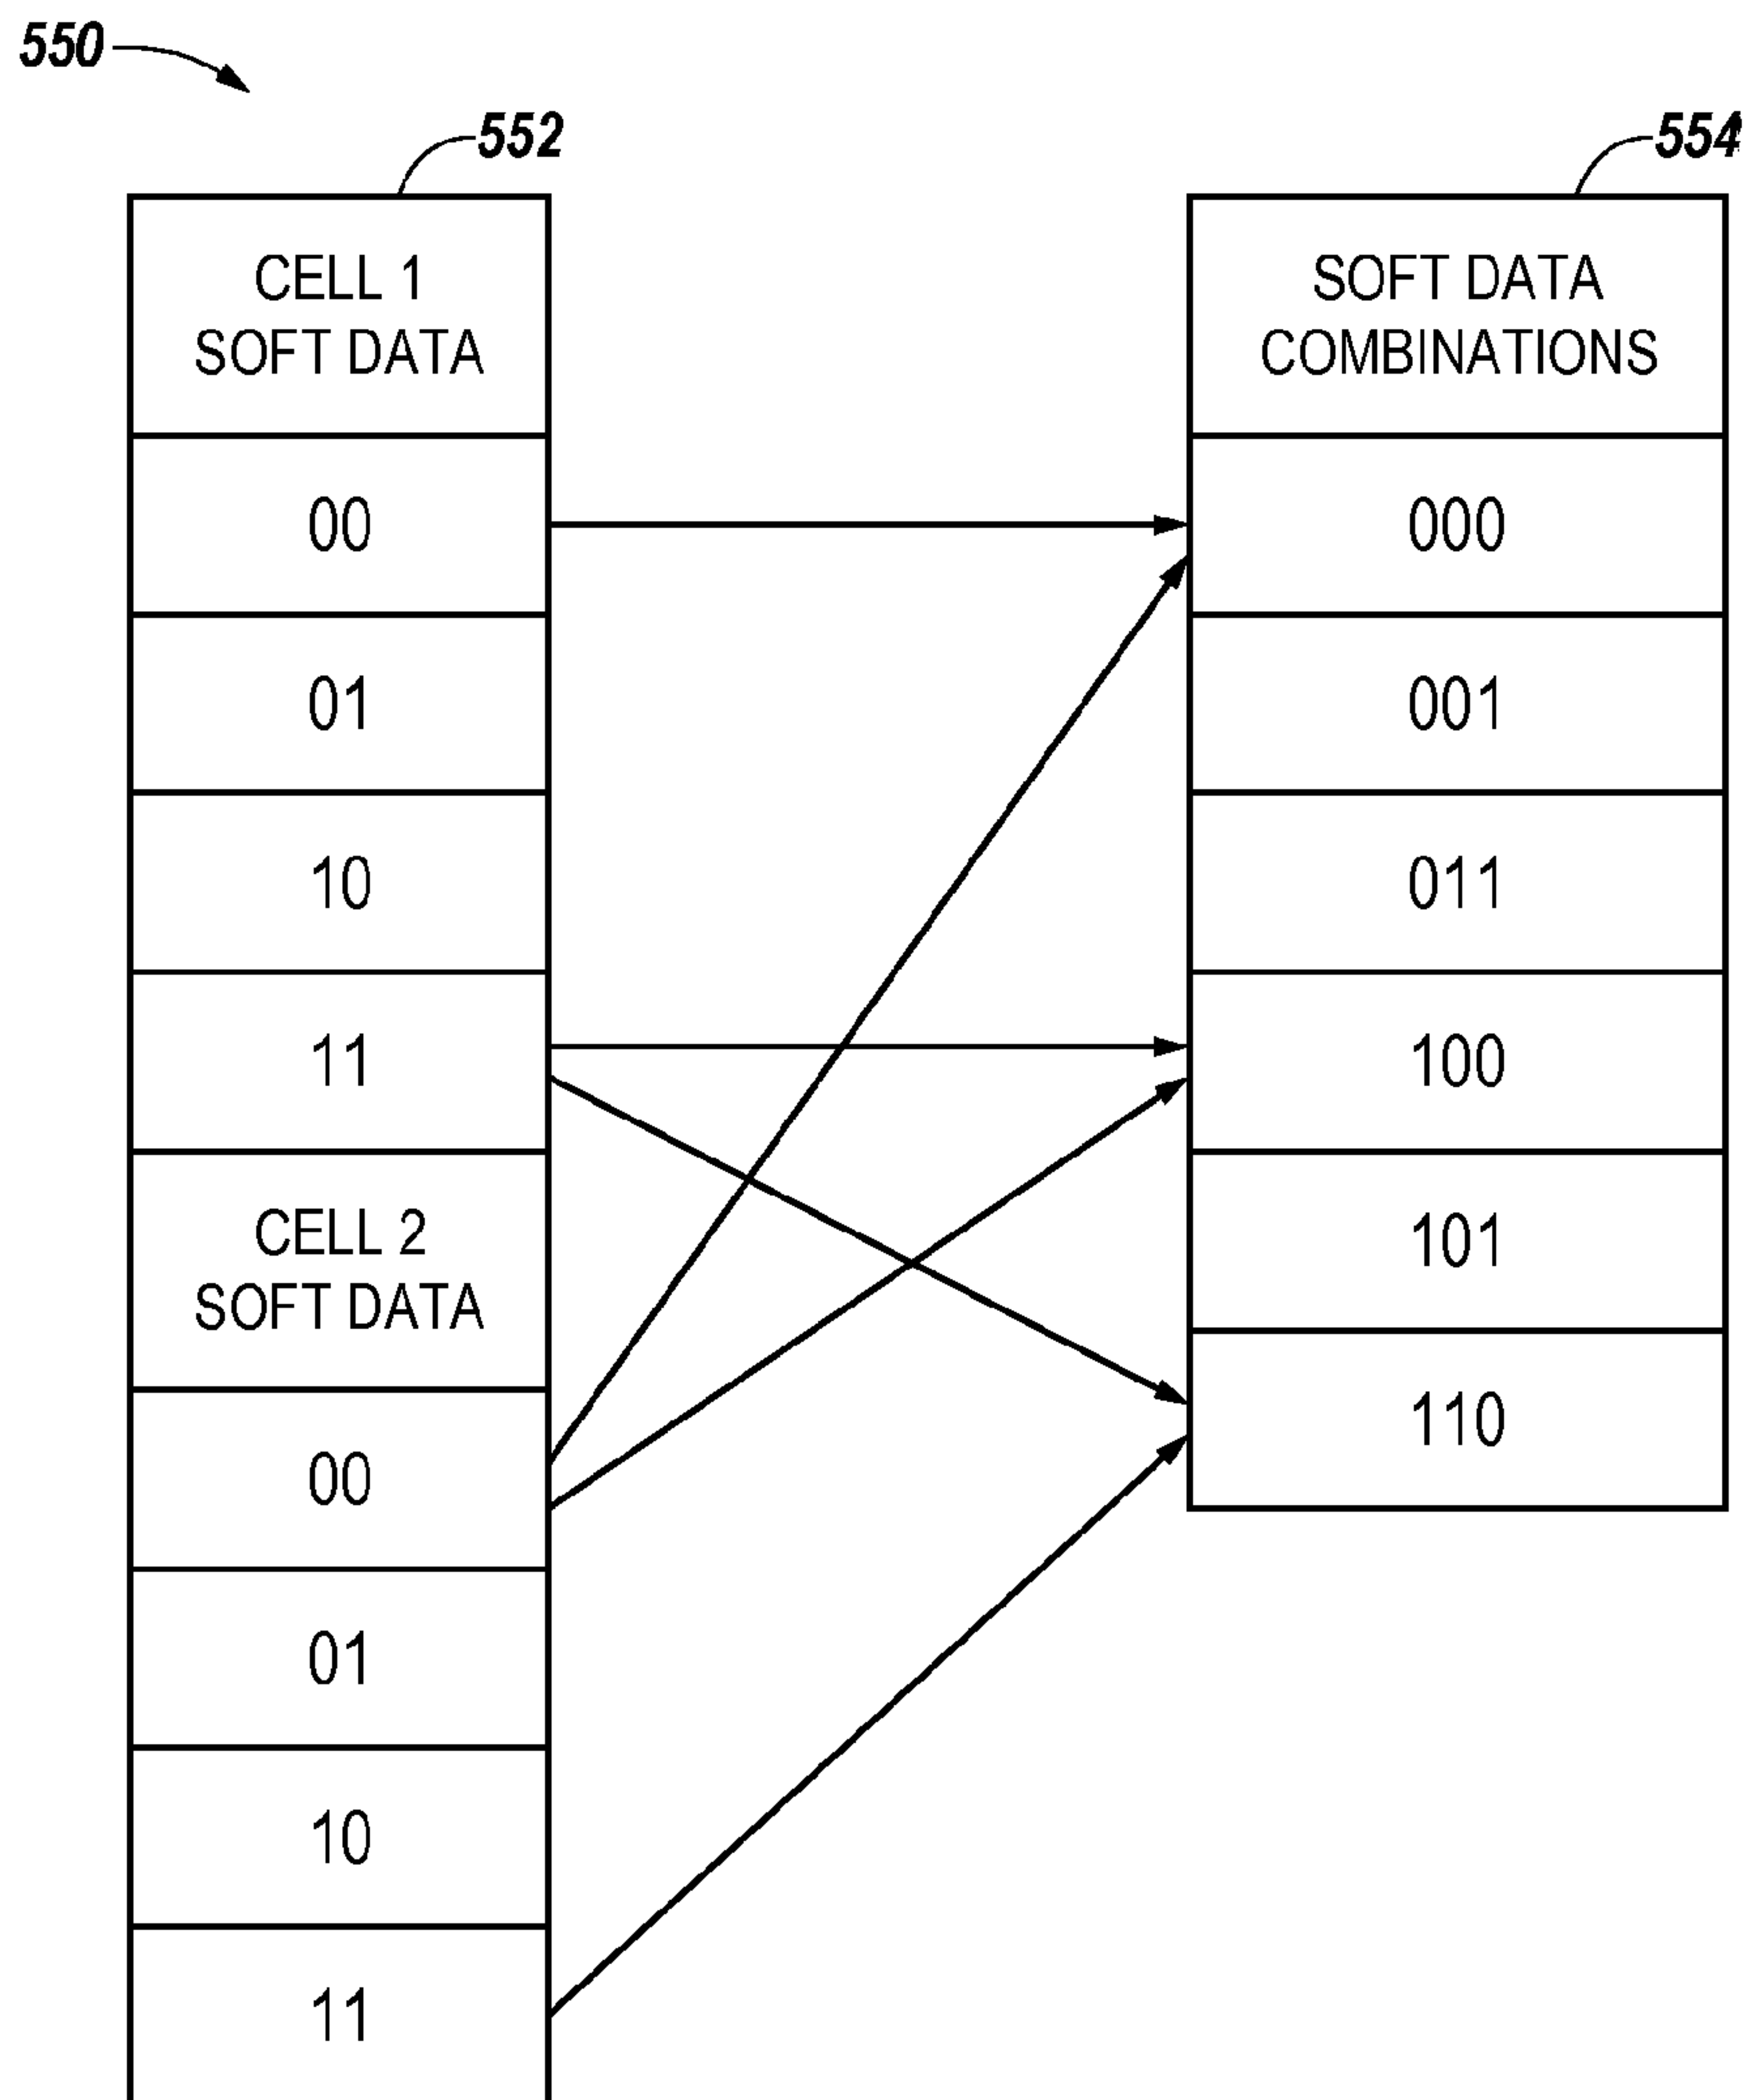 550
552
554
CELL 1
SOFT DATA
00
01
10
11
CELL 2
SOFT DATA
00
01
10
11
SOFT DATA
COMBINATIONS
000
001
011
100
101
110